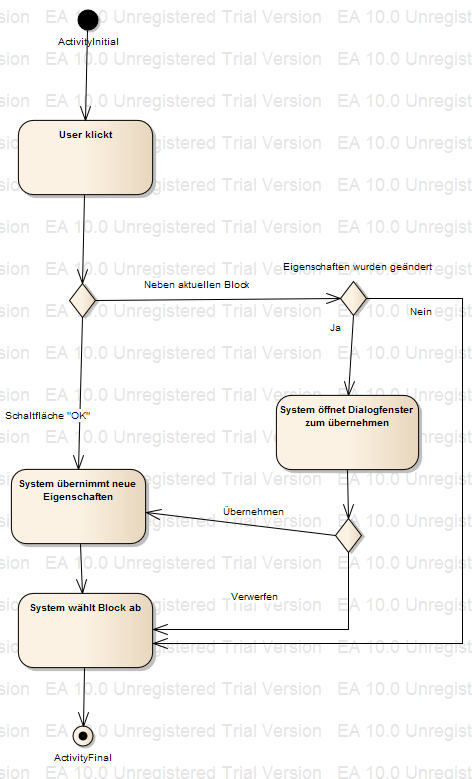 EA 10.0 Unregistered Trial Version
ActivityInitial
User klickt
Eigenschaften wurden geändert
Neben aktuellen Block
Nein
Ja
Schaltfläche "OK"
System öffnet Dialogfenster
zum übernehmen
System übernimmt neue
Eigenschaften
Übernehmen
Verwerfen
System wählt Block ab
ActivityFinal